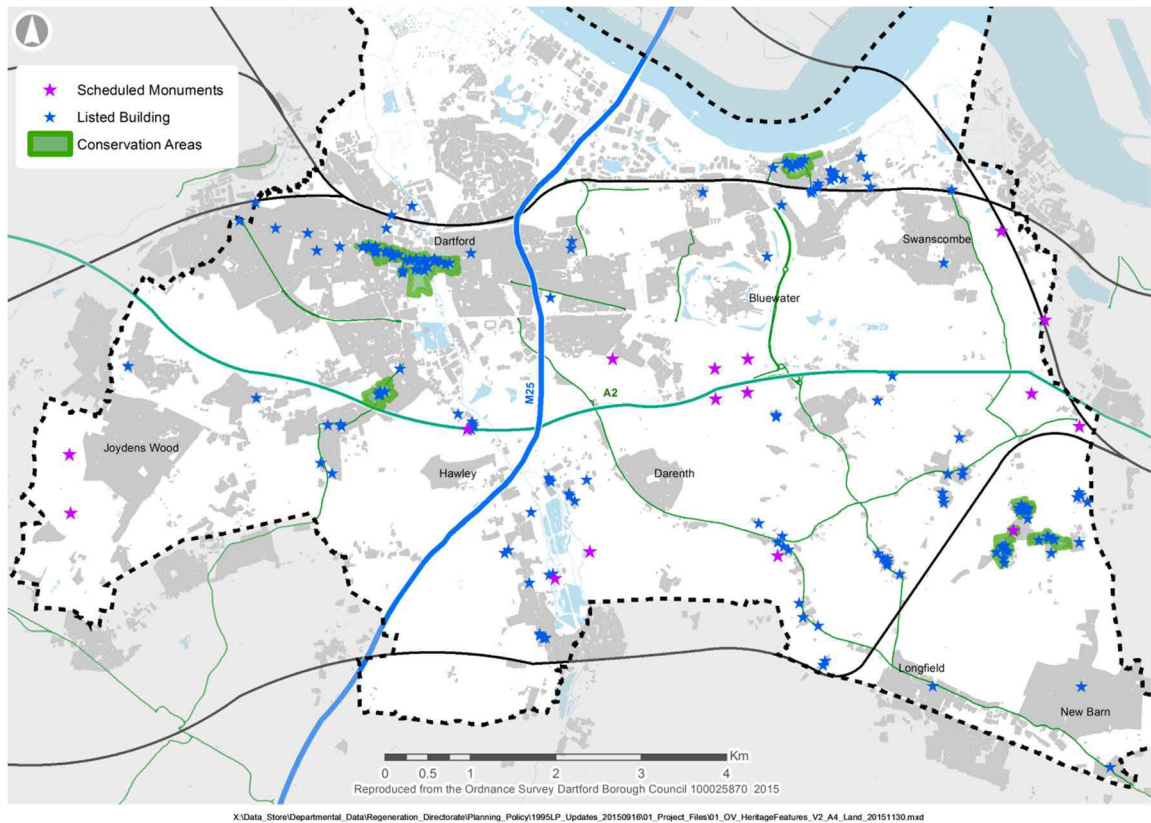 Scheduled Monuments
Listed Building
Conservation Areas
Dartford
Swanscombe
Bluewater
M25
A2
Joydens Wood
Hawley
Darenth
Longfield
New Barn
Km
0 0.5 1 2 3 4
Reproduced from the Ordnance Survey Dartford Borough Council 100025870 2015
X:\Data_Store\Departmental_Data\Regeneration_Directorate\Planning_Policy\1995LP_Updates_20150916\01_Project_Files\01_OV_HeritageFeatures_V2_A4_Land_20151130.mxd